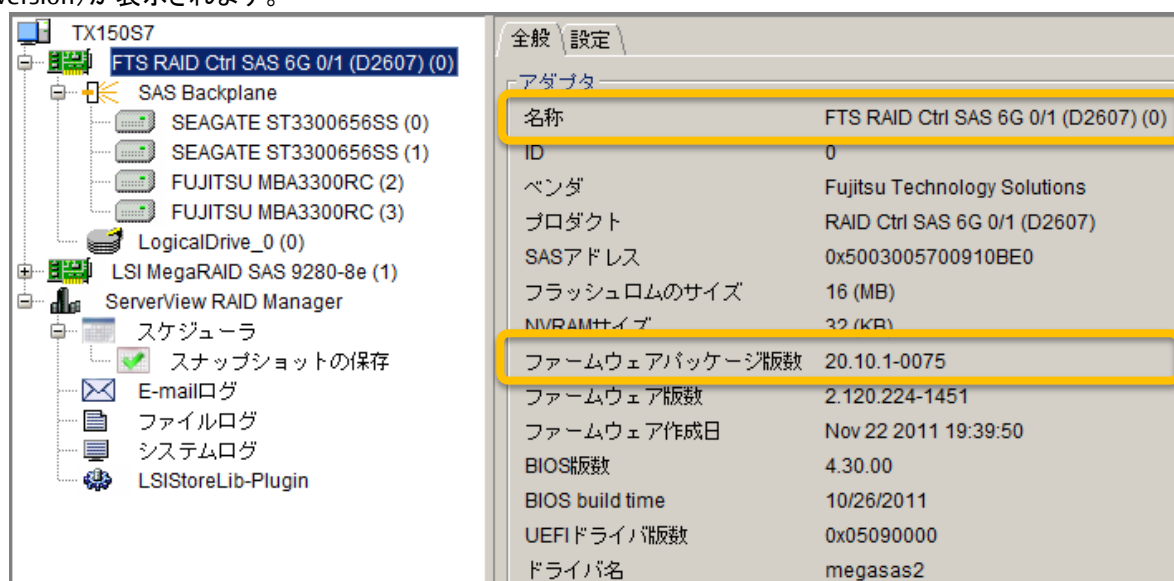 version)が表示されます。
TX150S7
FTS RAID Ctrl SAS 6G 0/1 (D2607) (0)
SAS Backplane
SEAGATE ST3300656SS (0)
SEAGATE ST3300656SS (1)
FUJITSU MBA3300RC (2)
FUJITSU MBA3300RC (3)
LogicalDrive_0 (0)
LSI MegaRAID SAS 9280-8e (1)
ServerView RAID Manager
スケジューラ
スナップショットの保存
E-mailログ
ファイルログ
システムログ
LSIStoreLib-Plugin
全般 設定
アダプタ
名称 FTS RAID Ctrl SAS 6G 0/1 (D2607) (0)
ID 0
ベンダ Fujitsu Technology Solutions
プロダクト RAID Ctrl SAS 6G 0/1 (D2607)
SASアドレス 0x5003005700910BE0
フラッシュロムのサイズ 16 (MB)
NVRAMサイズ 32 (KB)
ファームウェアパッケージ版数 20.10.1-0075
ファームウェア版数 2.120.224-1451
ファームウェア作成日 Nov 22 2011 19:39:50
BIOS版数 4.30.00
BIOS build time 10/26/2011
UEFIドライバ版数 0x05090000
ドライバ名 megasas2